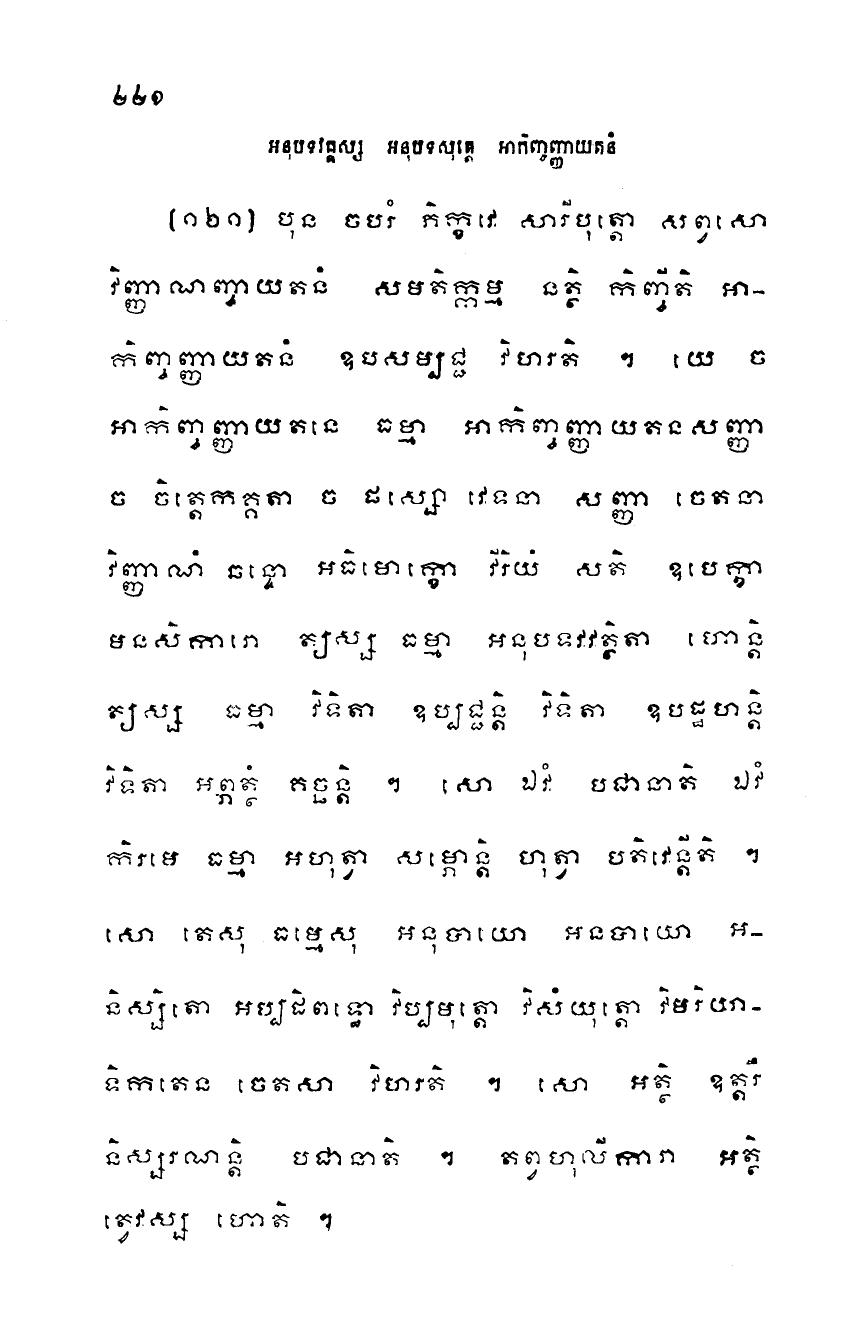 ២២១
អនុបទវគ្គស្ស អនុបទសុត្តេ អាកិញ្ចញ្ញាយតនំ
(១២១) បុន ចបរំ ភិក្ខវេ សារីបុត្តោ សព្វសោ
វិញ្ញាណញ្ចាយតនំ សមតិក្កម្ម នត្ថិ កិញ្ចីតិ អា-
កិញ្ចញ្ញាយតនំ ឧបសម្បជ្ជ វិហរតិ ។ យេ ច
អាកិញ្ចញ្ញាយតនេ ធម្មា អាកិញ្ចញ្ញាយតនសញ្ញា
ច ចិត្តេកគ្គតា ច ផស្សោ វេទនា សញ្ញា ចេតនា
វិញ្ញាណំ ឆន្ទោ អធិមោក្ខោ វីរិយំ សតិ ឧបេក្ខា
មនសិការោ ត្យស្ស ធម្មា អនុបទវវត្ថិតា ហោន្តិ
ត្យស្ស ធម្មា វិទិតា ឧប្បជ្ជន្តិ វិទិតា ឧបដ្ឋហន្តិ
វិទិតា អព្ភត្ថំ គច្ឆន្តិ ។ សោ ឯវំ បជានាតិ ឯវំ
កិរមេ ធម្មា អហុត្វា សម្ភោន្តិ ហុត្វា បតិវេន្តីតិ ។
សោ តេសុ ធម្មេសុ អនុបាយោ អនបាយោ អ-
និស្សិតោ អប្បដិពទ្ធោ វិប្បមុត្តោ វិសំយុត្តោ វិមរិយា-
ទិកតេន ចេតសា វិហរតិ ។ សោ អត្ថិ ឧត្តរឹ
និស្សរណន្តិ បជានាតិ ។ តព្វហុលីការា អត្ថិ
ត្វេវស្ស ហោតិ ។